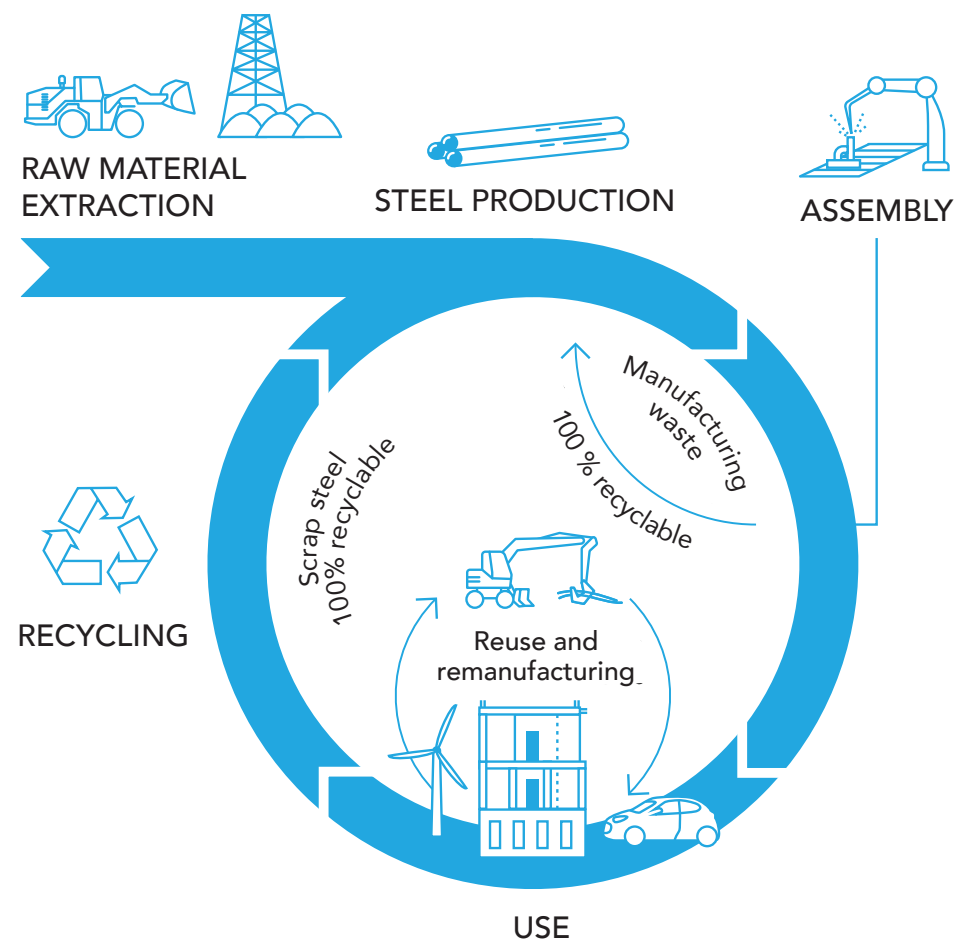 RAW MATERIAL
EXTRACTION
STEEL PRODUCTION
ASSEMBLY
Manufacturing
waste
100 % recyclable
Scrap steel
100% recyclable
Reuse and
remanufacturing
RECYCLING
USE